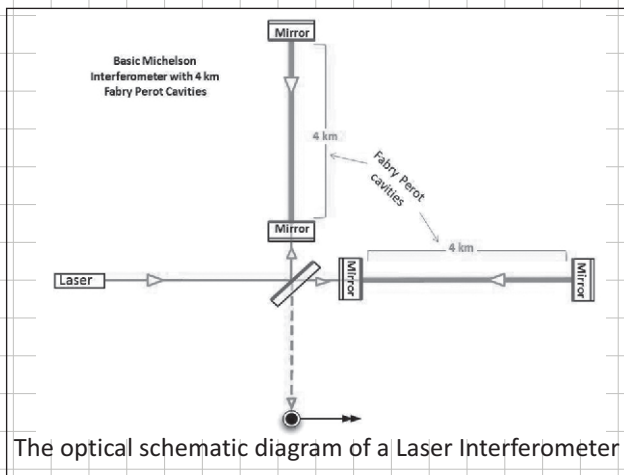 Mirror
Basic Michelson
Interferometer with 4 km
Fabry Perot Cavities
4 km
Fabry Perot
cavities
Mirror
4 km
Laser
Mirror
Mirror
The optical schematic diagram of a Laser Interferometer